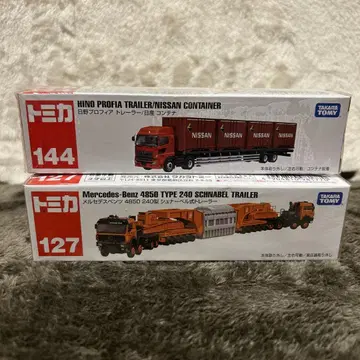 トミカ
144
HINO PROFIA TRAILER/NISSAN CONTAINER
日野プロフィア トレーラー/日産 コンテナ
TAKARA TOMY
NISSAN NISSAN NISSAN NISSAN
トミカ
127
Mercedes-Benz 4850 TYPE 240 SCHNABEL TRAILER
メルセデスベンツ 4850 240型 シュナーベル式トレーラー
TAKARA TOMY